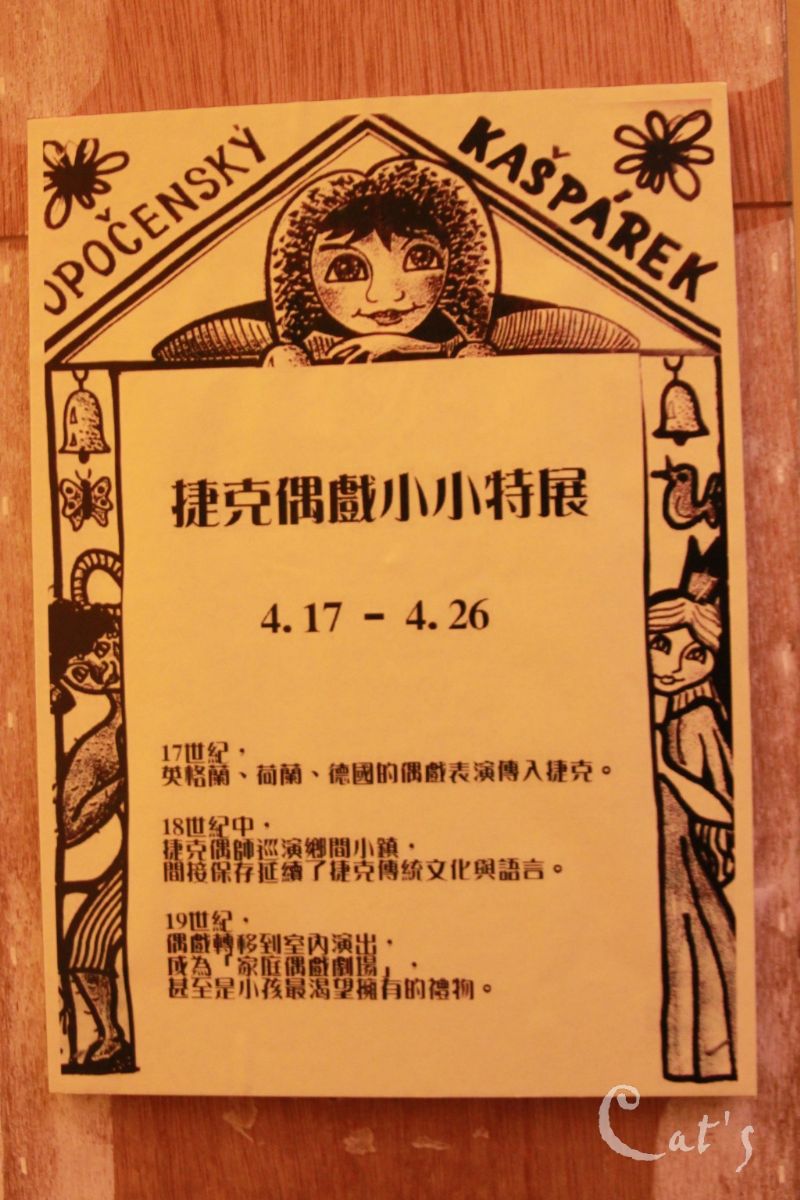 OPOČENSKÝ
KAŠPÁREK
捷克偶戲小小特展
4.17 - 4.26
17世紀，
英格蘭、荷蘭、德國的偶戲表演傳入捷克。
18世紀中，
捷克偶師巡演鄉間小鎮，
間接保存延續了捷克傳統文化與語言。
19世紀，
偶戲轉移到室內演出，
成為「家庭偶戲劇場」，
甚至是小孩最渴望擁有的禮物。
Cat's